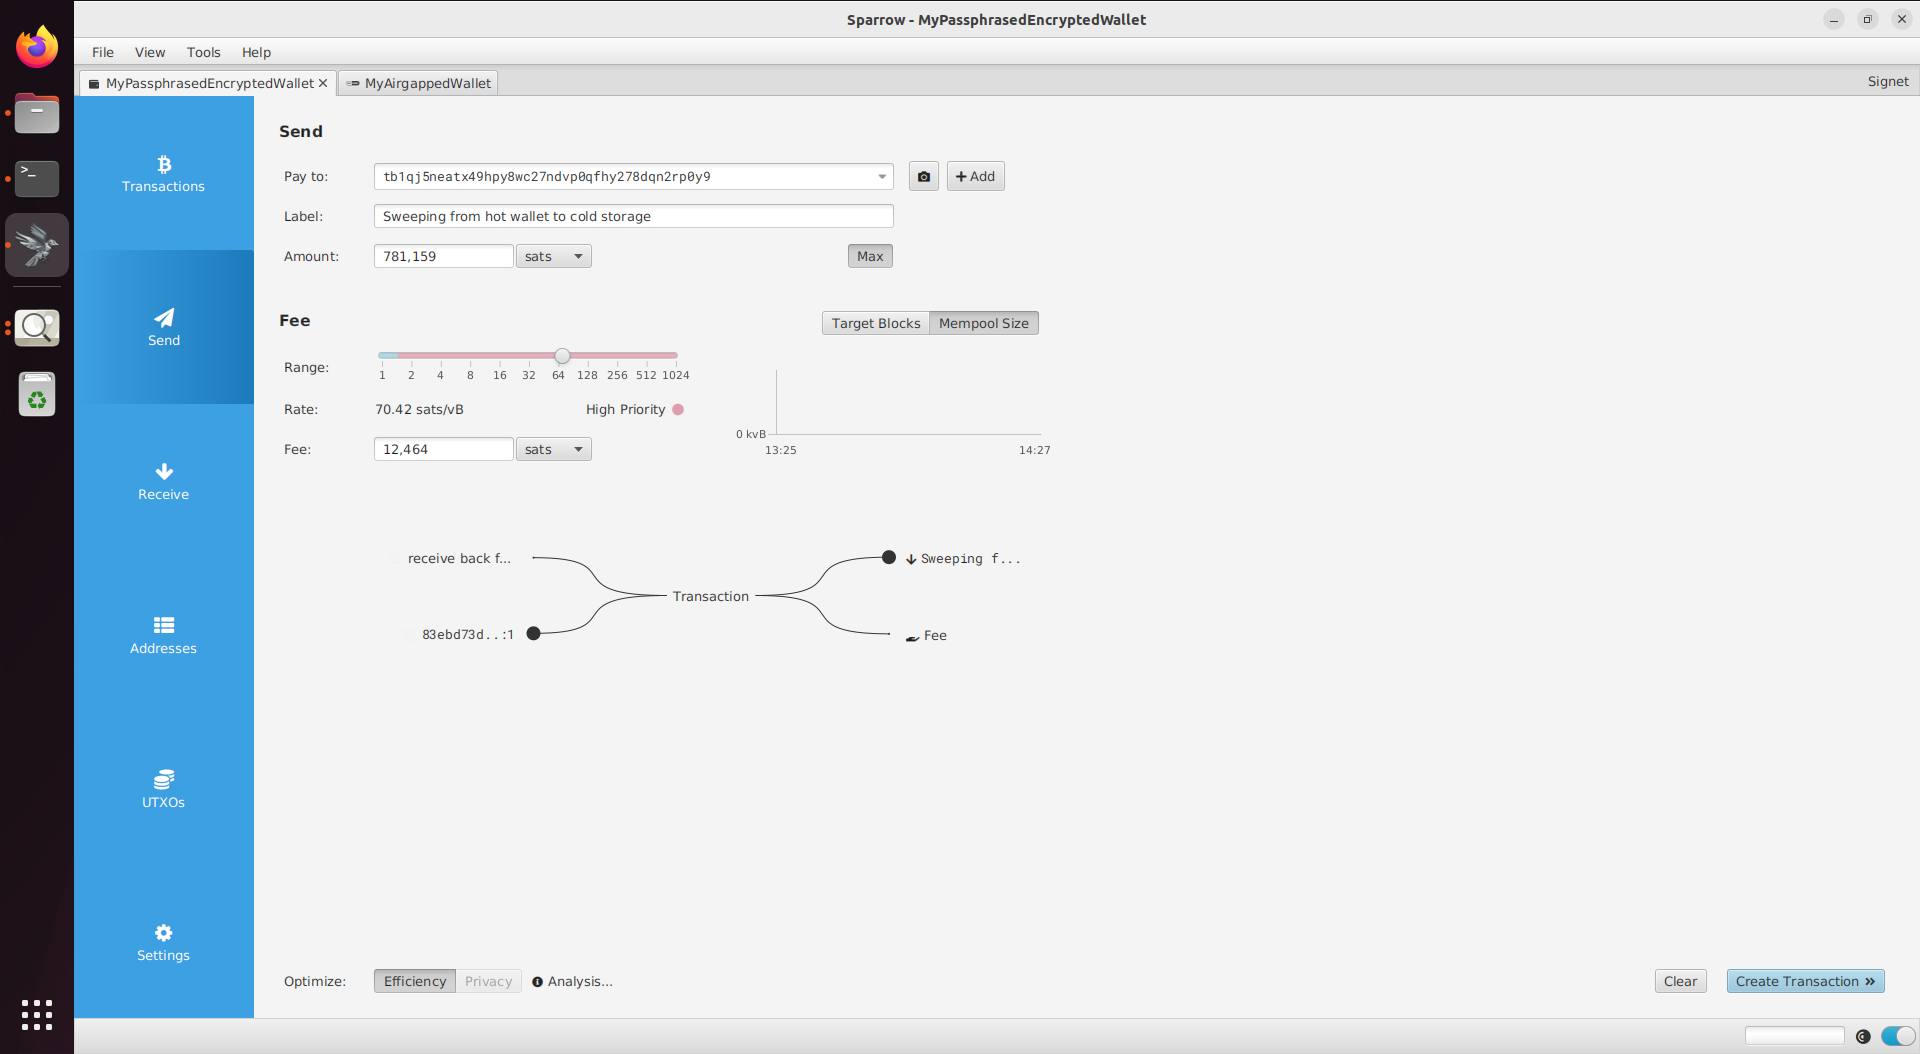 Sparrow - MyPassphrasedEncryptedWallet
File View Tools Help
MyPassphrasedEncryptedWallet MyAirgappedWallet Signet
Transactions
Send
Receive
Addresses
UTXOs
Settings
Send
Pay to: tb1qj5neatx49hpy8wc27ndvp0qfhy278dqn2rp0y9 Add
Label: Sweeping from hot wallet to cold storage
Amount: 781,159 sats Max
Fee Target Blocks Mempool Size
Range: 1 2 4 8 16 32 64 128 256 512 1024
Rate: 70.42 sats/vB High Priority
Fee: 12,464 sats
0 kvB
13:25 14:27
receive back f... Sweeping f...
Transaction
83ebd73d..:1 Fee
Optimize: Efficiency Privacy Analysis... Clear Create Transaction